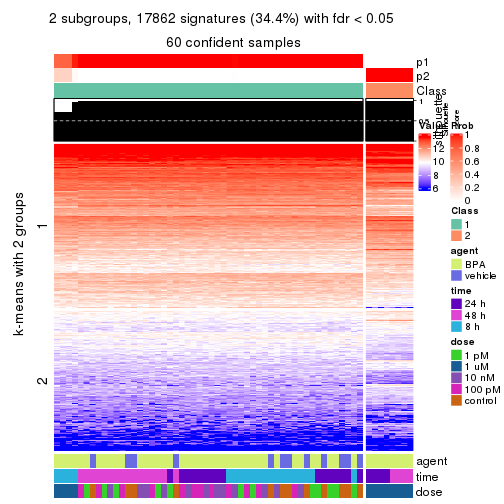 2 subgroups, 17862 signatures (34.4%) with fdr < 0.05
60 confident samples
p1
p2
Class
silhouette
1
0.5
Value
12
10
8
6
Prob
1
0.8
0.6
0.4
0.2
0
k-means with 2 groups
1
2
Class
1
2
agent
BPA
vehicle
time
24 h
48 h
8 h
dose
1 pM
1 uM
10 nM
100 pM
control
agent
time
dose